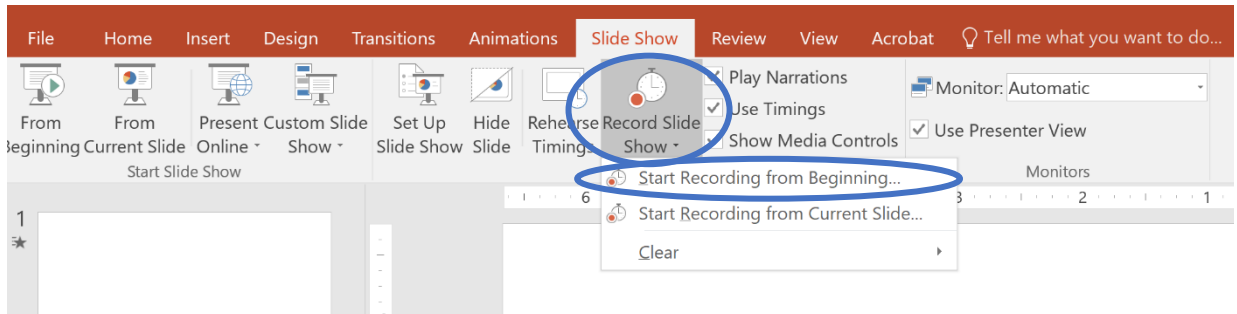 File Home Insert Design Transitions Animations Slide Show Review View Acrobat Tell me what you want to do...
From Beginning
From Current Slide
Present Online
Custom Slide Show
Start Slide Show
Set Up Slide Show
Hide Slide
Rehearse Timings
Record Slide Show
Play Narrations
Use Timings
Show Media Controls
Monitor: Automatic
Use Presenter View
Monitors
Start Recording from Beginning...
Start Recording from Current Slide...
Clear
6 3 2 1
1